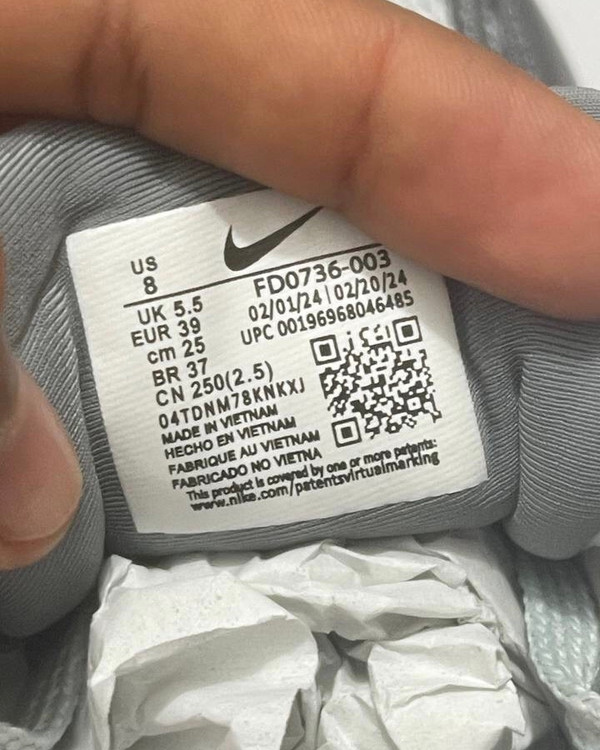 US
8
FD0736-003
UK 5.5
02/01/24 | 02/20/24
EUR 39
UPC 00196968046485
cm 25
BR 37
CN 250(2.5)
04TDNM78KNKXJ
MADE IN VIETNAM
HECHO EN VIETNAM
FABRIQUE AU VIETNAM
FABRICADO NO VIETNA
This product is covered by one or more patents:
www.nike.com/patentsvirtualmarking